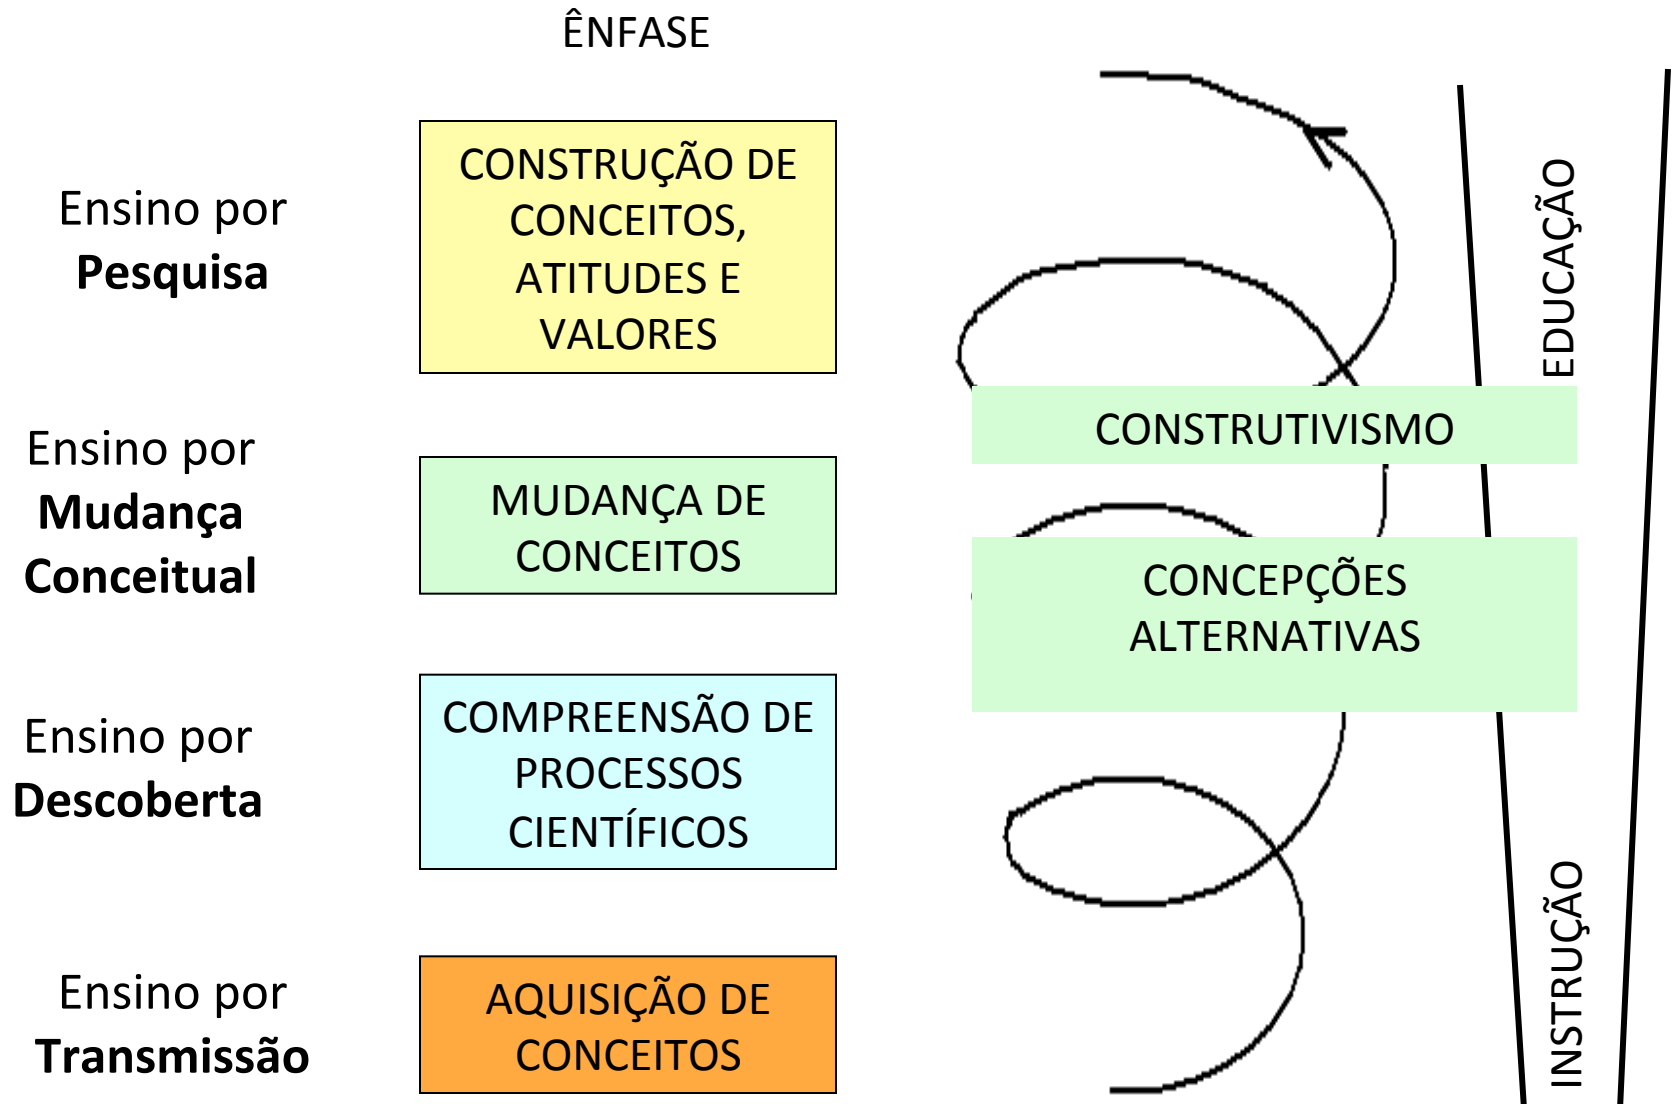 ÊNFASE
Ensino por
Pesquisa
CONSTRUÇÃO DE
CONCEITOS,
ATITUDES E
VALORES
EDUCAÇÃO
CONSTRUTIVISMO
Ensino por
Mudança
Conceitual
MUDANÇA DE
CONCEITOS
CONCEPÇÕES
ALTERNATIVAS
Ensino por
Descoberta
COMPREENSÃO DE
PROCESSOS
CIENTÍFICOS
Ensino por
Transmissão
AQUISIÇÃO DE
CONCEITOS
INSTRUÇÃO